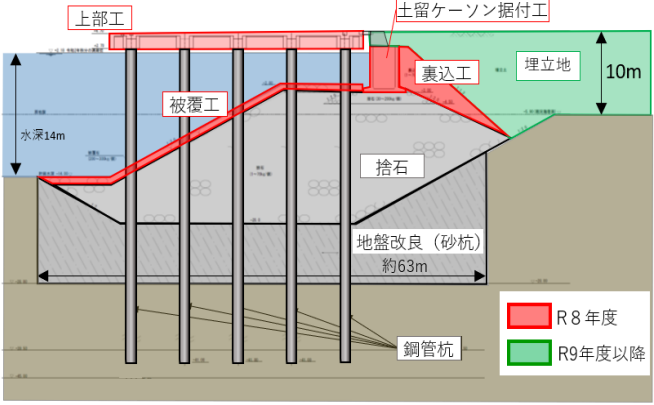 上部工
土留ケーソン据付工
裏込工
埋立地
10m
被覆工
水深14m
捨石
地盤改良（砂杭）
約63m
鋼管杭
R８年度
R9年度以降